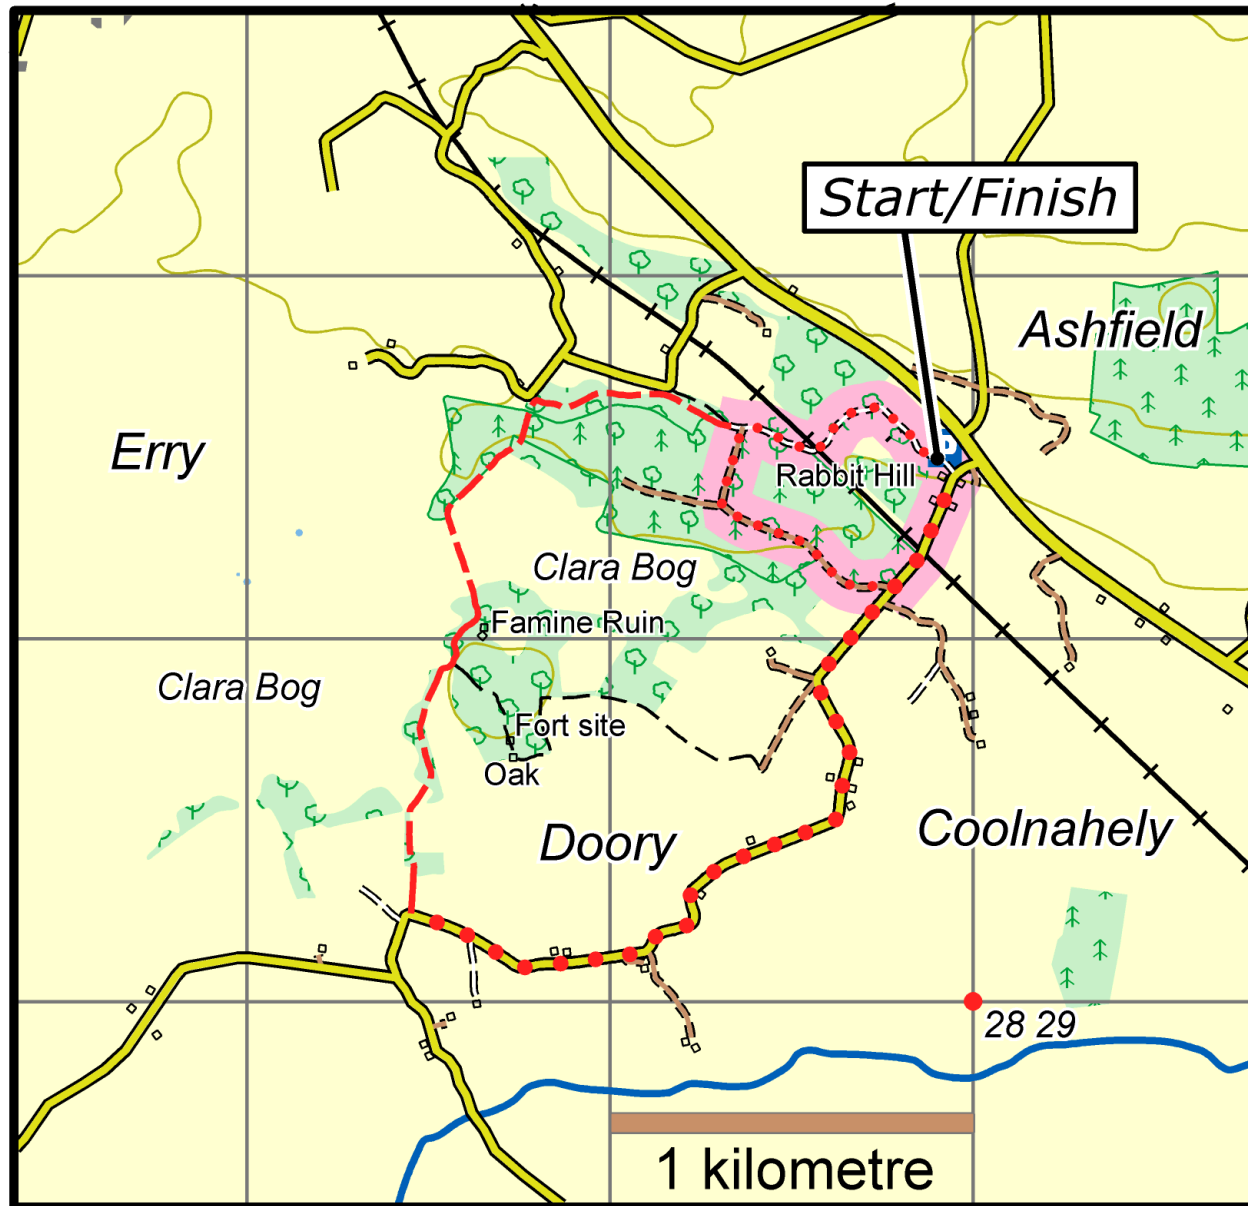 Start/Finish
Ashfield
Erry
P
Rabbit Hill
Clara Bog
Famine Ruin
Clara Bog
Fort site
Oak
Doory
Coolnahely
28 29
1 kilometre